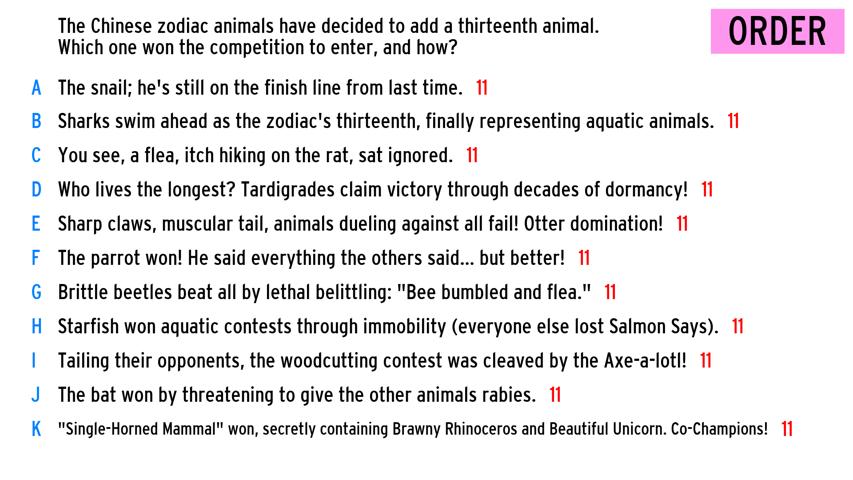 The Chinese zodiac animals have decided to add a thirteenth animal.
Which one won the competition to enter, and how?
ORDER
A The snail; he's still on the finish line from last time. 11
B Sharks swim ahead as the zodiac's thirteenth, finally representing aquatic animals. 11
C You see, a flea, itch hiking on the rat, sat ignored. 11
D Who lives the longest? Tardigrades claim victory through decades of dormancy! 11
E Sharp claws, muscular tail, animals dueling against all fail! Otter domination! 11
F The parrot won! He said everything the others said... but better! 11
G Brittle beetles beat all by lethal belittling: "Bee bumbled and flea." 11
H Starfish won aquatic contests through immobility (everyone else lost Salmon Says). 11
I Tailing their opponents, the woodcutting contest was cleaved by the Axe-a-lotl! 11
J The bat won by threatening to give the other animals rabies. 11
K "Single-Horned Mammal" won, secretly containing Brawny Rhinoceros and Beautiful Unicorn. Co-Champions! 11